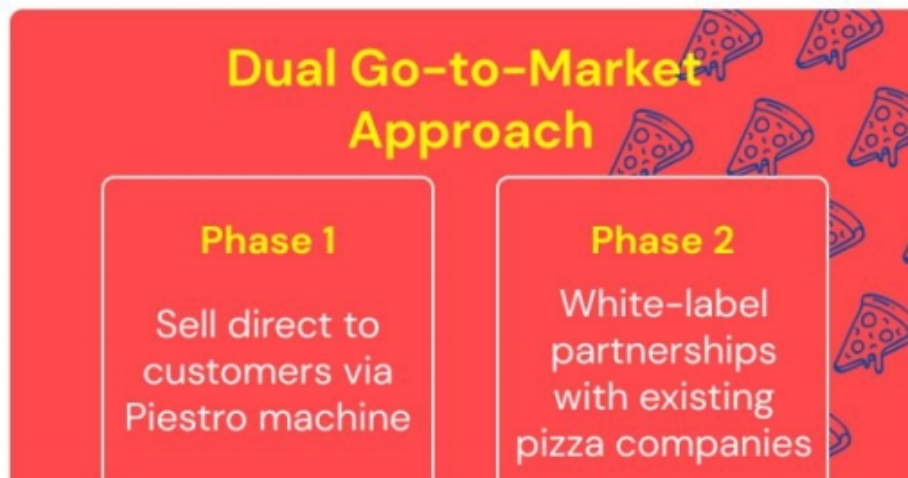 Dual Go-to-Market
Approach
Phase 1
Sell direct to
customers via
Piestro machine
Phase 2
White-label
partnerships
with existing
pizza companies